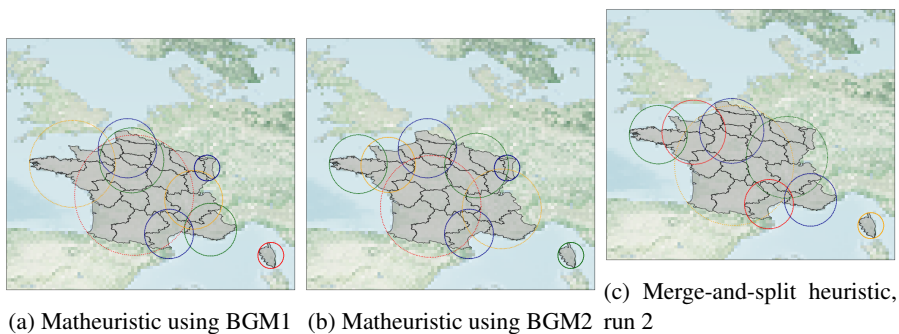 (a) Matheuristic using BGM1
(b) Matheuristic using BGM2
(c) Merge-and-split heuristic,
run 2